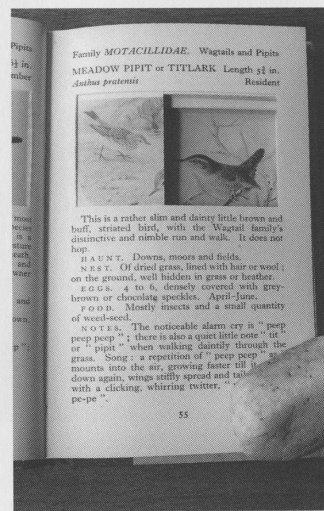 Pipits
Family MOTACILLIDAE. Wagtails and Pipits
MEADOW PIPIT or TITLARK Length 5¾ in.
Anthus pratensis Resident
This is a rather slim and dainty little brown and
buff, striated bird, with the Wagtail family's
distinctive and nimble run and walk. It does not
hop.
HAUNT. Downs, moors and fields.
NEST. Of dried grass, lined with hair or wool;
on the ground, well hidden in grass or heather.
EGGS. 4 to 6, densely covered with grey-
brown or chocolate speckles. April-June.
FOOD. Mostly insects and a small quantity
of weed-seed.
NOTES. The noticeable alarm cry is "peep
peep peep"; there is also a quiet little note "tit"
or "pipit" when walking daintily through the
grass. Song: a repetition of "peep peep"
mounts into the air, growing faster till
down again, wings stiffly spread and
with a clicking, whirring twitter, "
pe-pe".
55